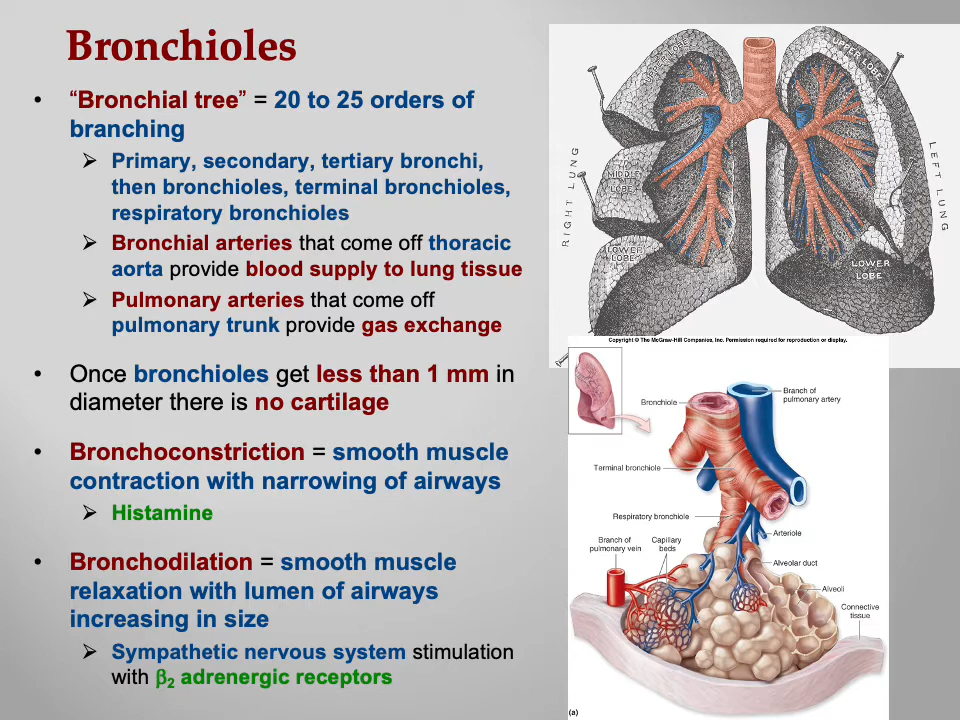 Bronchioles
• “Bronchial tree” = 20 to 25 orders of
branching
➢ Primary, secondary, tertiary bronchi,
then bronchioles, terminal bronchioles,
respiratory bronchioles
➢ Bronchial arteries that come off thoracic
aorta provide blood supply to lung tissue
➢ Pulmonary arteries that come off
pulmonary trunk provide gas exchange
• Once bronchioles get less than 1 mm in
diameter there is no cartilage
• Bronchoconstriction = smooth muscle
contraction with narrowing of airways
➢ Histamine
• Bronchodilation = smooth muscle
relaxation with lumen of airways
increasing in size
➢ Sympathetic nervous system stimulation
with β₂ adrenergic receptors
UPPER LOBE
UPPER LOBE
RIGHT LUNG
MIDDLE
LOBE
LOWER
LOBE
LEFT LUNG
LOWER
LOBE
Copyright © The McGraw-Hill Companies, Inc. Permission required for reproduction or display.
Bronchiole
Branch of
pulmonary artery
Terminal bronchiole
Respiratory bronchiole
Arteriole
Branch of
pulmonary vein
Capillary
beds
Alveolar duct
Alveoli
Connective
tissue
(a)